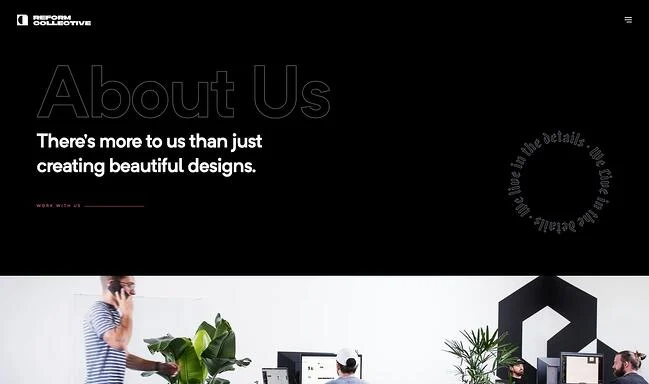 REFORM
COLLECTIVE
About Us
There's more to us than just
creating beautiful designs.
WORK WITH US
We live in the details · We Live in the details ·